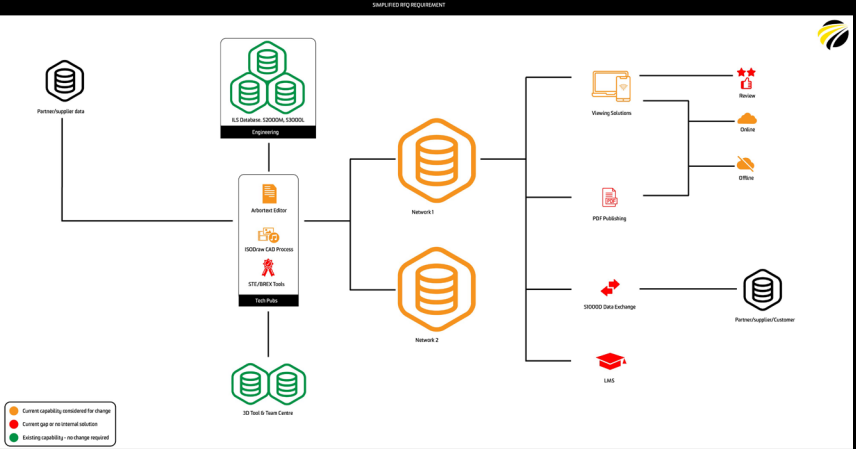 SIMPLIFIED RFQ REQUIREMENT
Partner/supplier data
ILS Database. S2000M, S3000L
Engineering
Arbortext Editor
ISODraw CAD Process
STE/BREX Tools
Tech Pubs
3D Tool & Team Centre
Network 1
Network 2
Viewing Solutions
Review
Online
Offline
PDF
PDF Publishing
S1000D Data Exchange
Partner/supplier/Customer
LMS
Current capability considered for change
Current gap or no internal solution
Existing capability - no change required